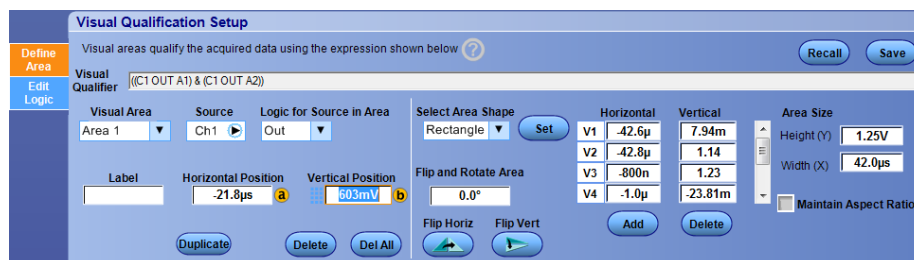 Visual Qualification Setup
Define
Area
Edit
Logic
Visual areas qualify the acquired data using the expression shown below ?
Recall
Save
Visual
Qualifier
((C1 OUT A1) & (C1 OUT A2))
Visual Area
Source
Logic for Source in Area
Area 1
Ch1
Out
Label
Horizontal Position
Vertical Position
-21.8µs
a
603mV
b
Duplicate
Delete
Del All
Select Area Shape
Rectangle
Set
Flip and Rotate Area
0.0°
Flip Horiz
Flip Vert
Horizontal
Vertical
V1 -42.6µ 7.94m
V2 -42.8µ 1.14
V3 -800n 1.23
V4 -1.0µ -23.81m
Add
Delete
Area Size
Height (Y) 1.25V
Width (X) 42.0µs
Maintain Aspect Ratio